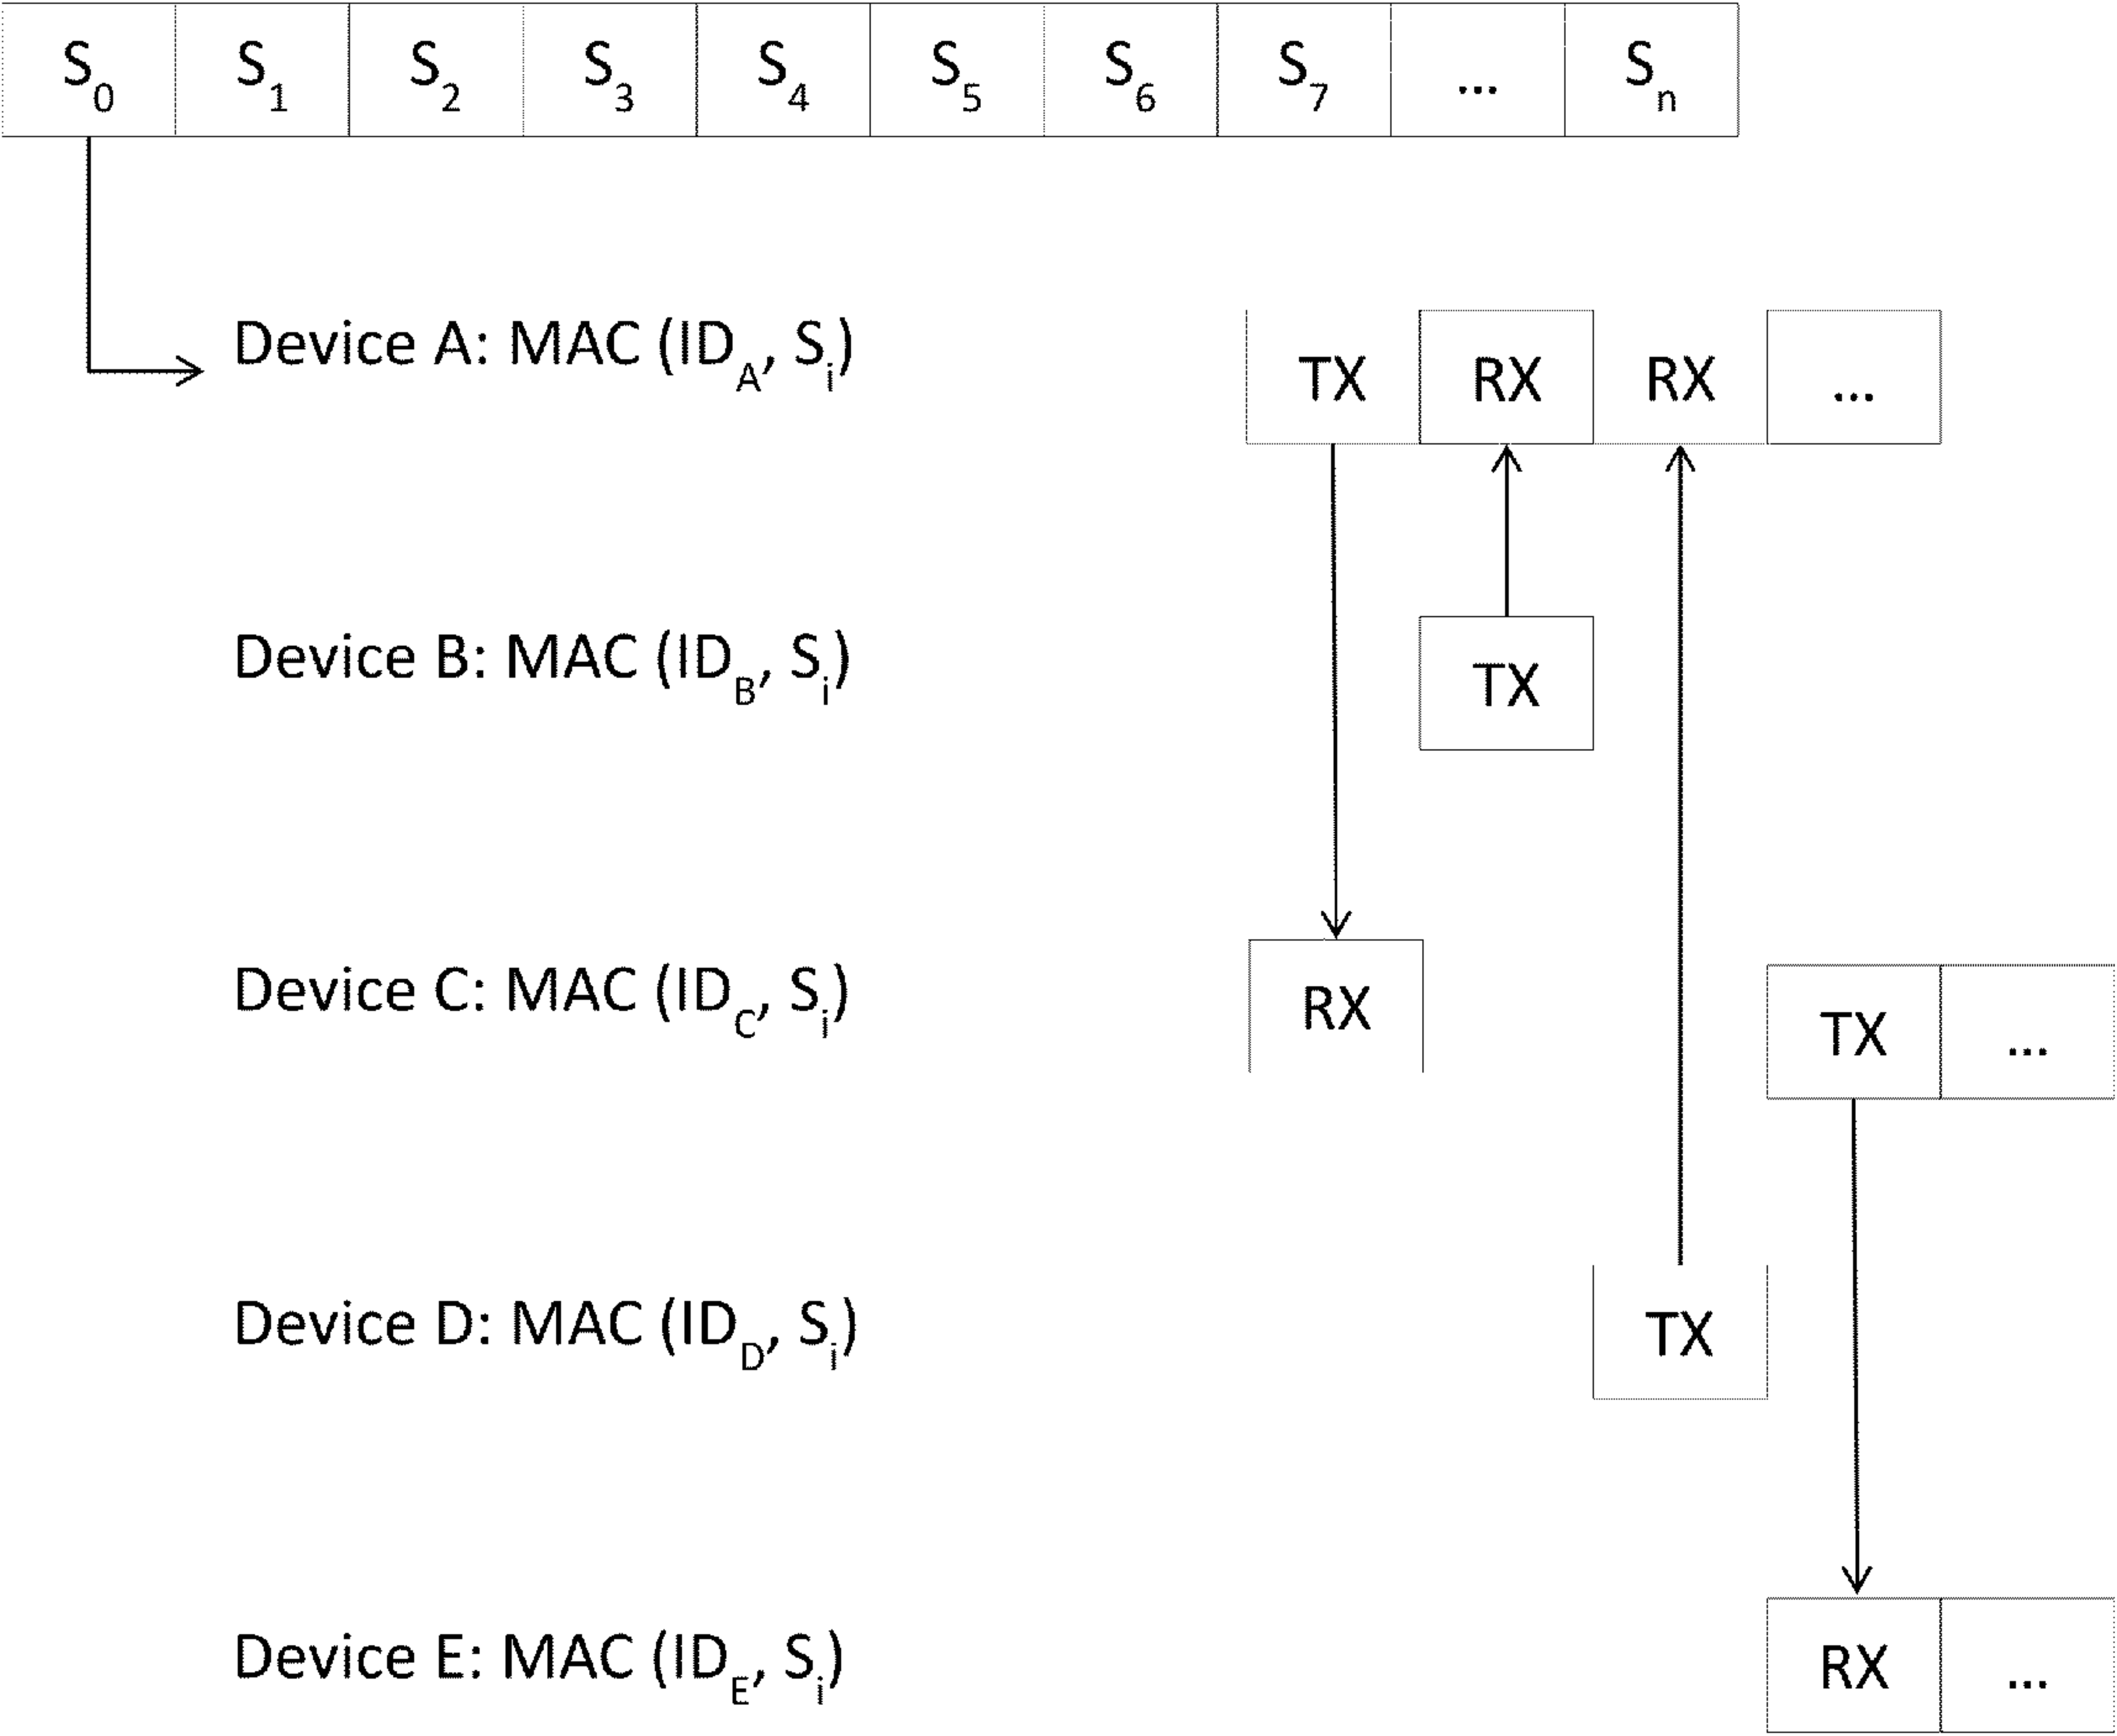 S0 S1 S2 S3 S4 S5 S6 S7 ... Sn
Device A: MAC (IDA, Si) TX RX RX ...
Device B: MAC (IDB, Si) TX
Device C: MAC (IDC, Si) RX TX ...
Device D: MAC (IDD, Si) TX
Device E: MAC (IDE, Si) RX ...